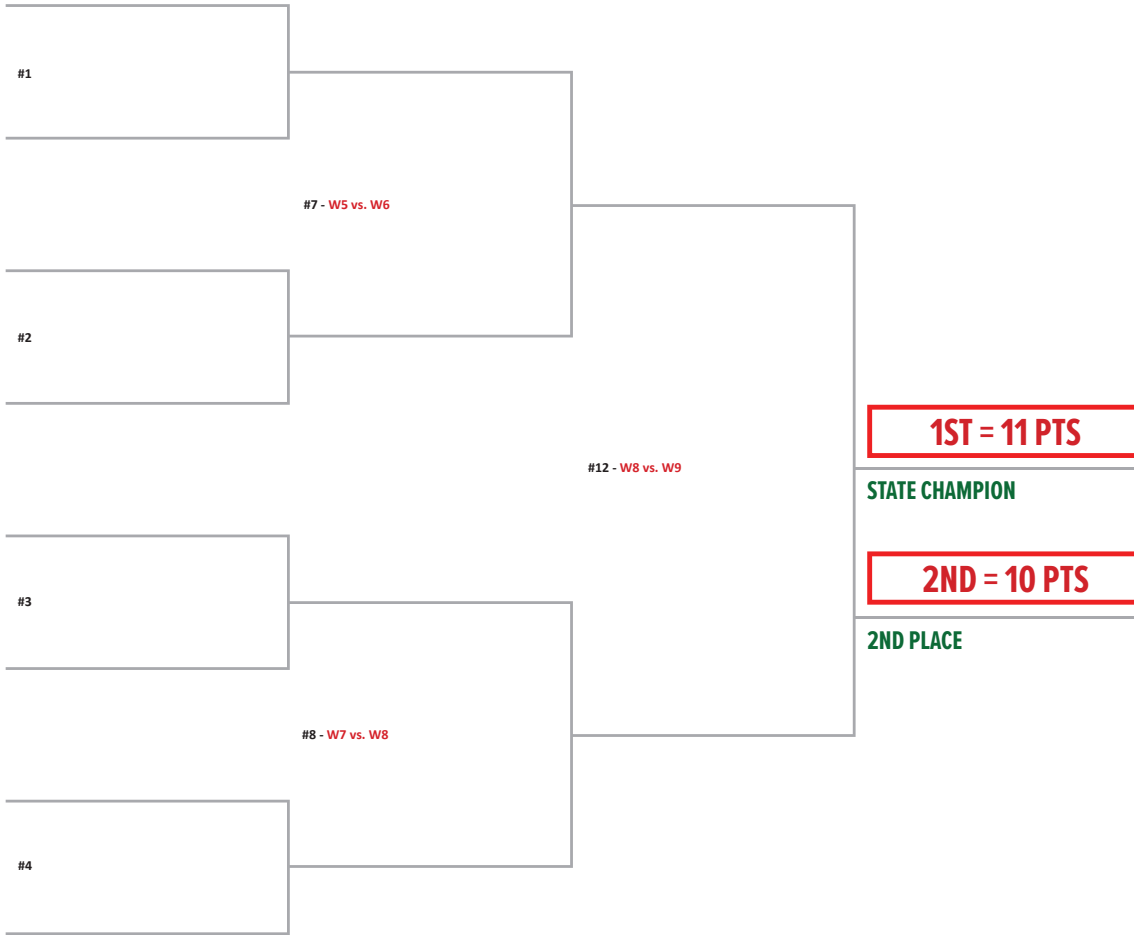 #1
#7 - W5 vs. W6
#2
1ST = 11 PTS
#12 - W8 vs. W9
STATE CHAMPION
2ND = 10 PTS
#3
2ND PLACE
#8 - W7 vs. W8
#4